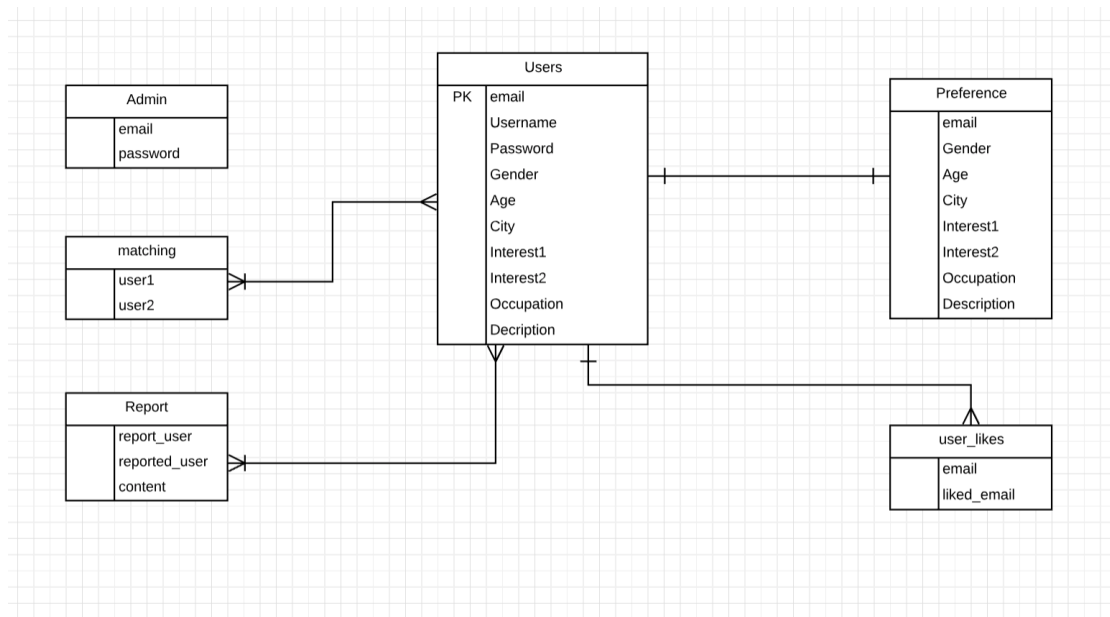 Users
PK email
Username
Password
Gender
Age
City
Interest1
Interest2
Occupation
Decription
Admin
email
password
matching
user1
user2
Report
report_user
reported_user
content
Preference
email
Gender
Age
City
Interest1
Interest2
Occupation
Description
user_likes
email
liked_email